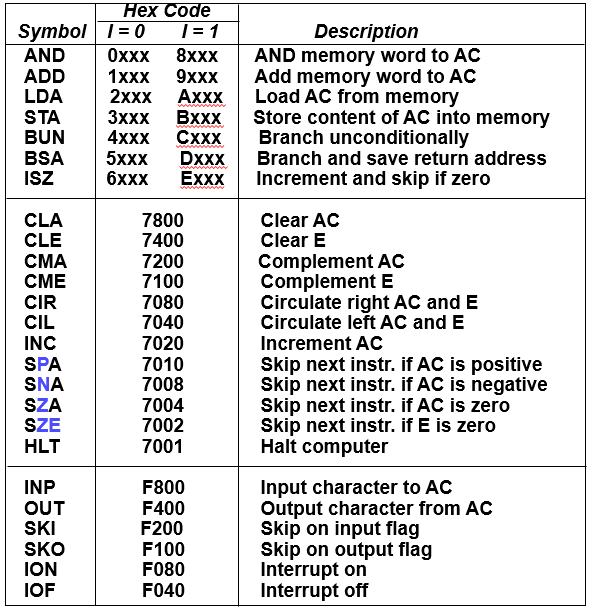 Hex Code
Symbol I = 0 I = 1 Description
AND 0xxx 8xxx AND memory word to AC
ADD 1xxx 9xxx Add memory word to AC
LDA 2xxx Axxx Load AC from memory
STA 3xxx Bxxx Store content of AC into memory
BUN 4xxx Cxxx Branch unconditionally
BSA 5xxx Dxxx Branch and save return address
ISZ 6xxx Exxx Increment and skip if zero
CLA 7800 Clear AC
CLE 7400 Clear E
CMA 7200 Complement AC
CME 7100 Complement E
CIR 7080 Circulate right AC and E
CIL 7040 Circulate left AC and E
INC 7020 Increment AC
SPA 7010 Skip next instr. if AC is positive
SNA 7008 Skip next instr. if AC is negative
SZA 7004 Skip next instr. if AC is zero
SZE 7002 Skip next instr. if E is zero
HLT 7001 Halt computer
INP F800 Input character to AC
OUT F400 Output character from AC
SKI F200 Skip on input flag
SKO F100 Skip on output flag
ION F080 Interrupt on
IOF F040 Interrupt off